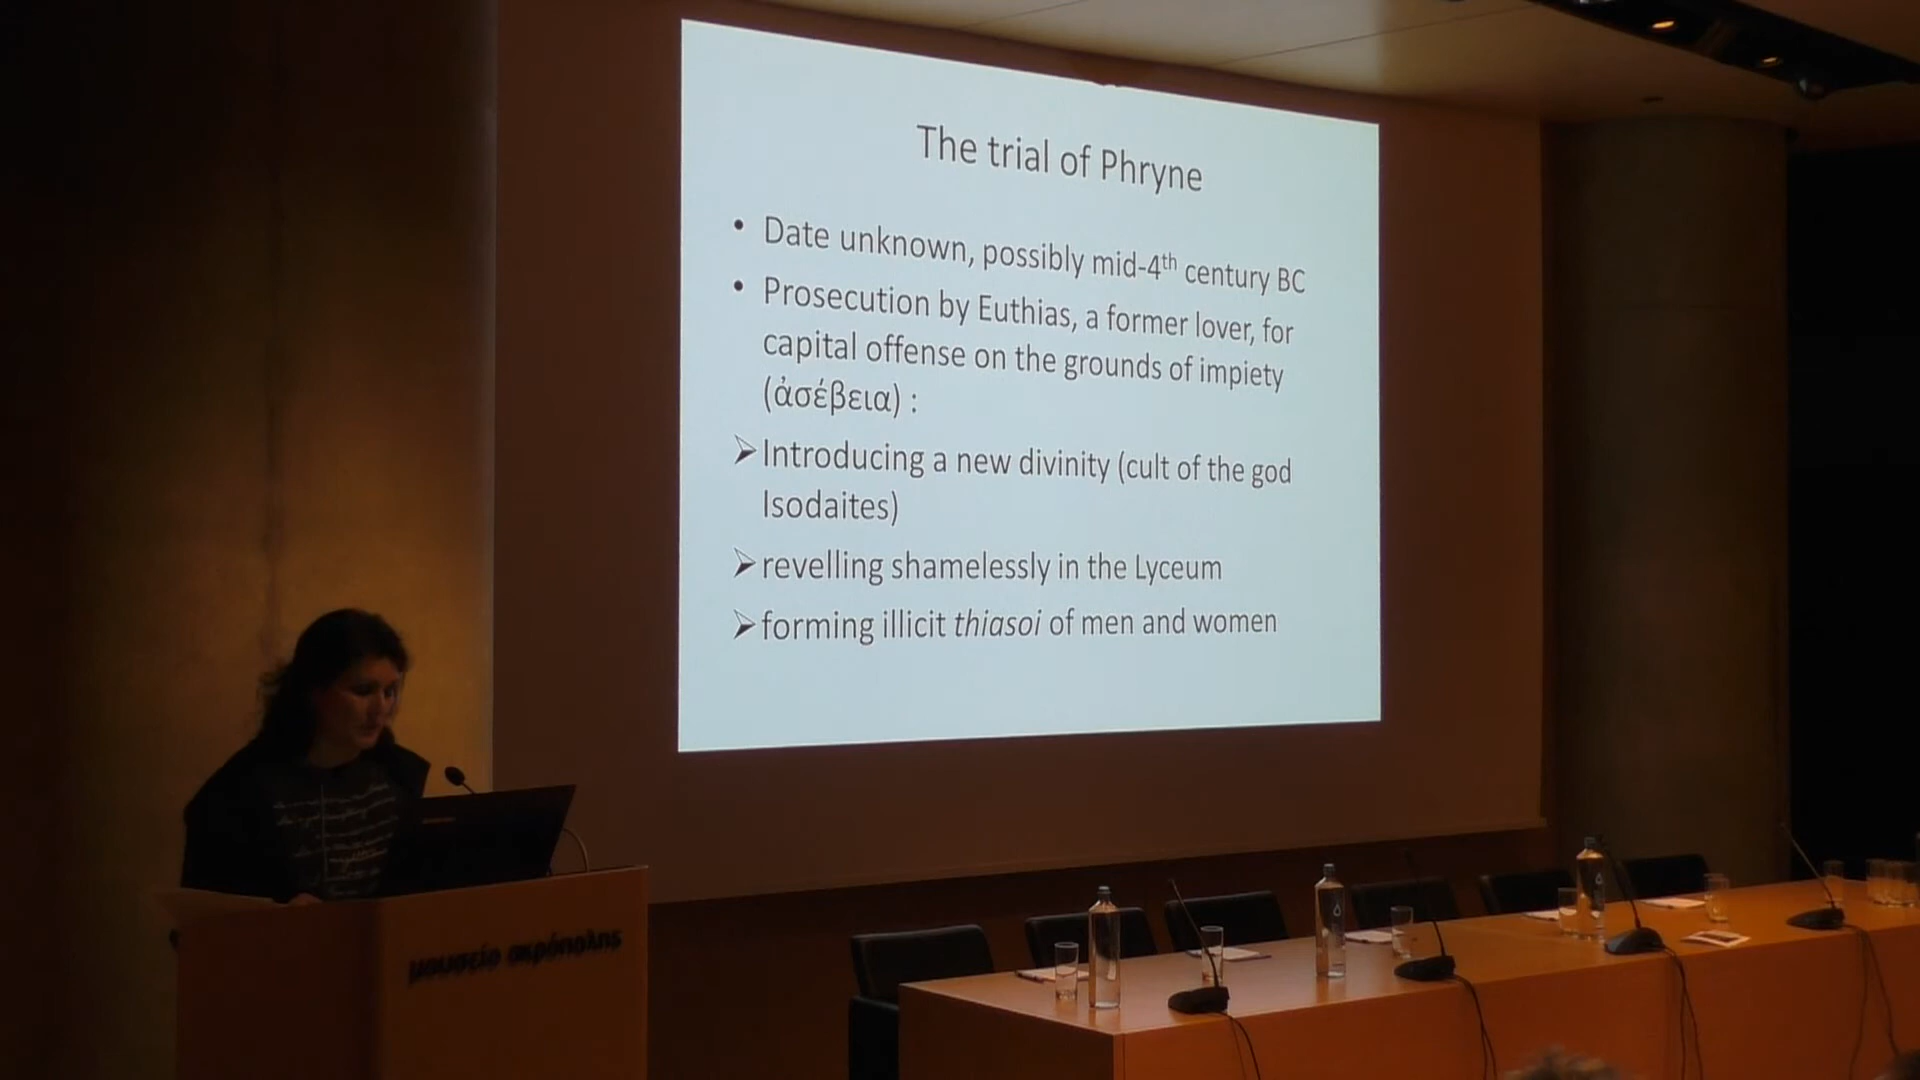 The trial of Phryne
• Date unknown, possibly mid-4th century BC
• Prosecution by Euthias, a former lover, for
capital offense on the grounds of impiety
(ἀσέβεια) :
➢Introducing a new divinity (cult of the god
Isodaites)
➢revelling shamelessly in the Lyceum
➢forming illicit thiasoi of men and women
μουσείο ακρόπολης